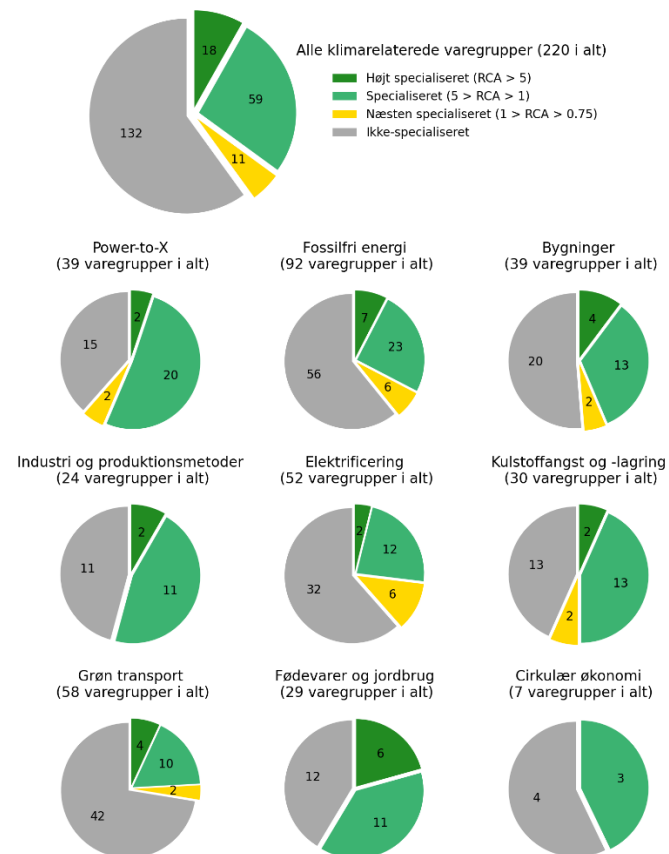 18
59
11
132
Alle klimarelaterede varegrupper (220 i alt)
Højt specialiseret (RCA > 5)
Specialiseret (5 > RCA > 1)
Næsten specialiseret (1 > RCA > 0.75)
Ikke-specialiseret
Power-to-X
(39 varegrupper i alt)
2
15
20
2
Fossilfri energi
(92 varegrupper i alt)
7
23
56
6
Bygninger
(39 varegrupper i alt)
4
20
13
2
Industri og produktionsmetoder
(24 varegrupper i alt)
2
11
11
Elektrificering
(52 varegrupper i alt)
2
12
32
6
Kulstoffangst og -lagring
(30 varegrupper i alt)
2
13
13
2
Grøn transport
(58 varegrupper i alt)
4
10
2
42
Fødevarer og jordbrug
(29 varegrupper i alt)
6
12
11
Cirkulær økonomi
(7 varegrupper i alt)
3
4